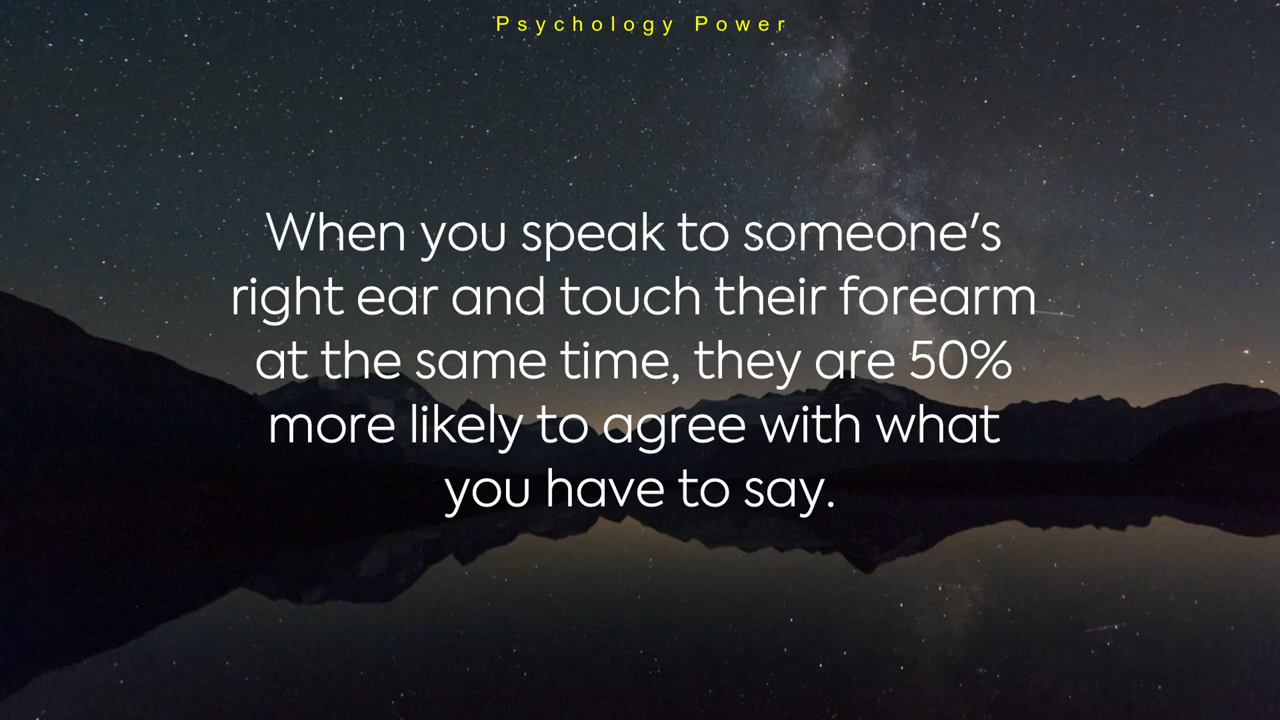 Psychology Power
When you speak to someone's
right ear and touch their forearm
at the same time, they are 50%
more likely to agree with what
you have to say.